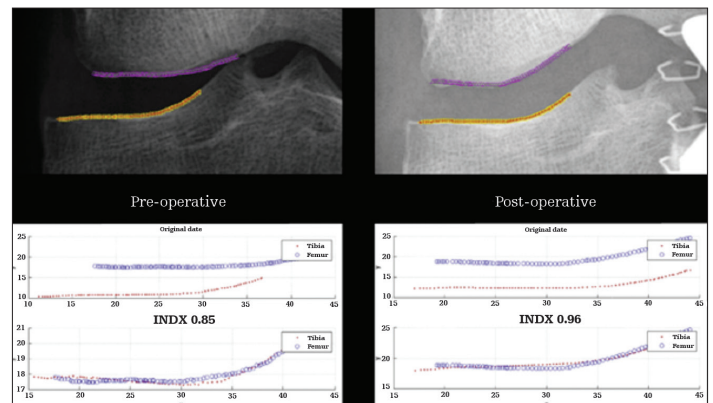 Pre-operative
Post-operative
Original date
25
20
15
10
y
Tibia
Femur
10 15 20 25 30 35 40 45
INDX 0.85
21
20
19
18
17
Tibia
Femur
15 20 25 30 35 40 45
Original date
25
20
15
10
y
Tibia
Femur
15 20 25 30 35 40 45
INDX 0.96
25
20
15
y
Tibia
Femur
15 20 25 30 35 40 45